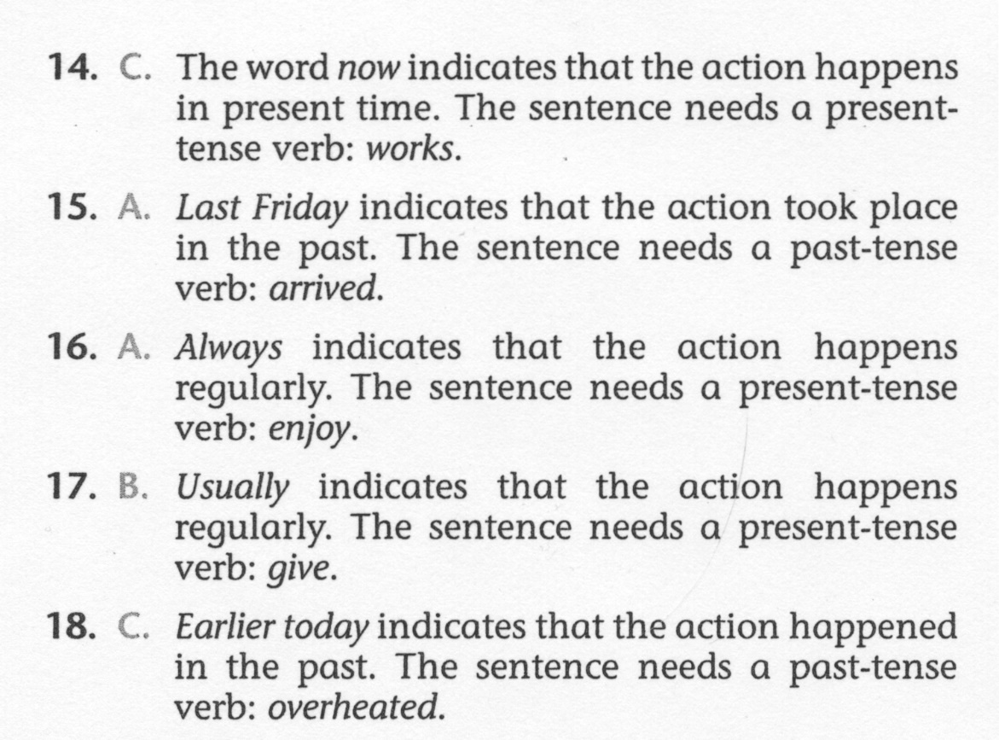 14. C. The word now indicates that the action happens
in present time. The sentence needs a present-
tense verb: works.
15. A. Last Friday indicates that the action took place
in the past. The sentence needs a past-tense
verb: arrived.
16. A. Always indicates that the action happens
regularly. The sentence needs a present-tense
verb: enjoy.
17. B. Usually indicates that the action happens
regularly. The sentence needs a present-tense
verb: give.
18. C. Earlier today indicates that the action happened
in the past. The sentence needs a past-tense
verb: overheated.